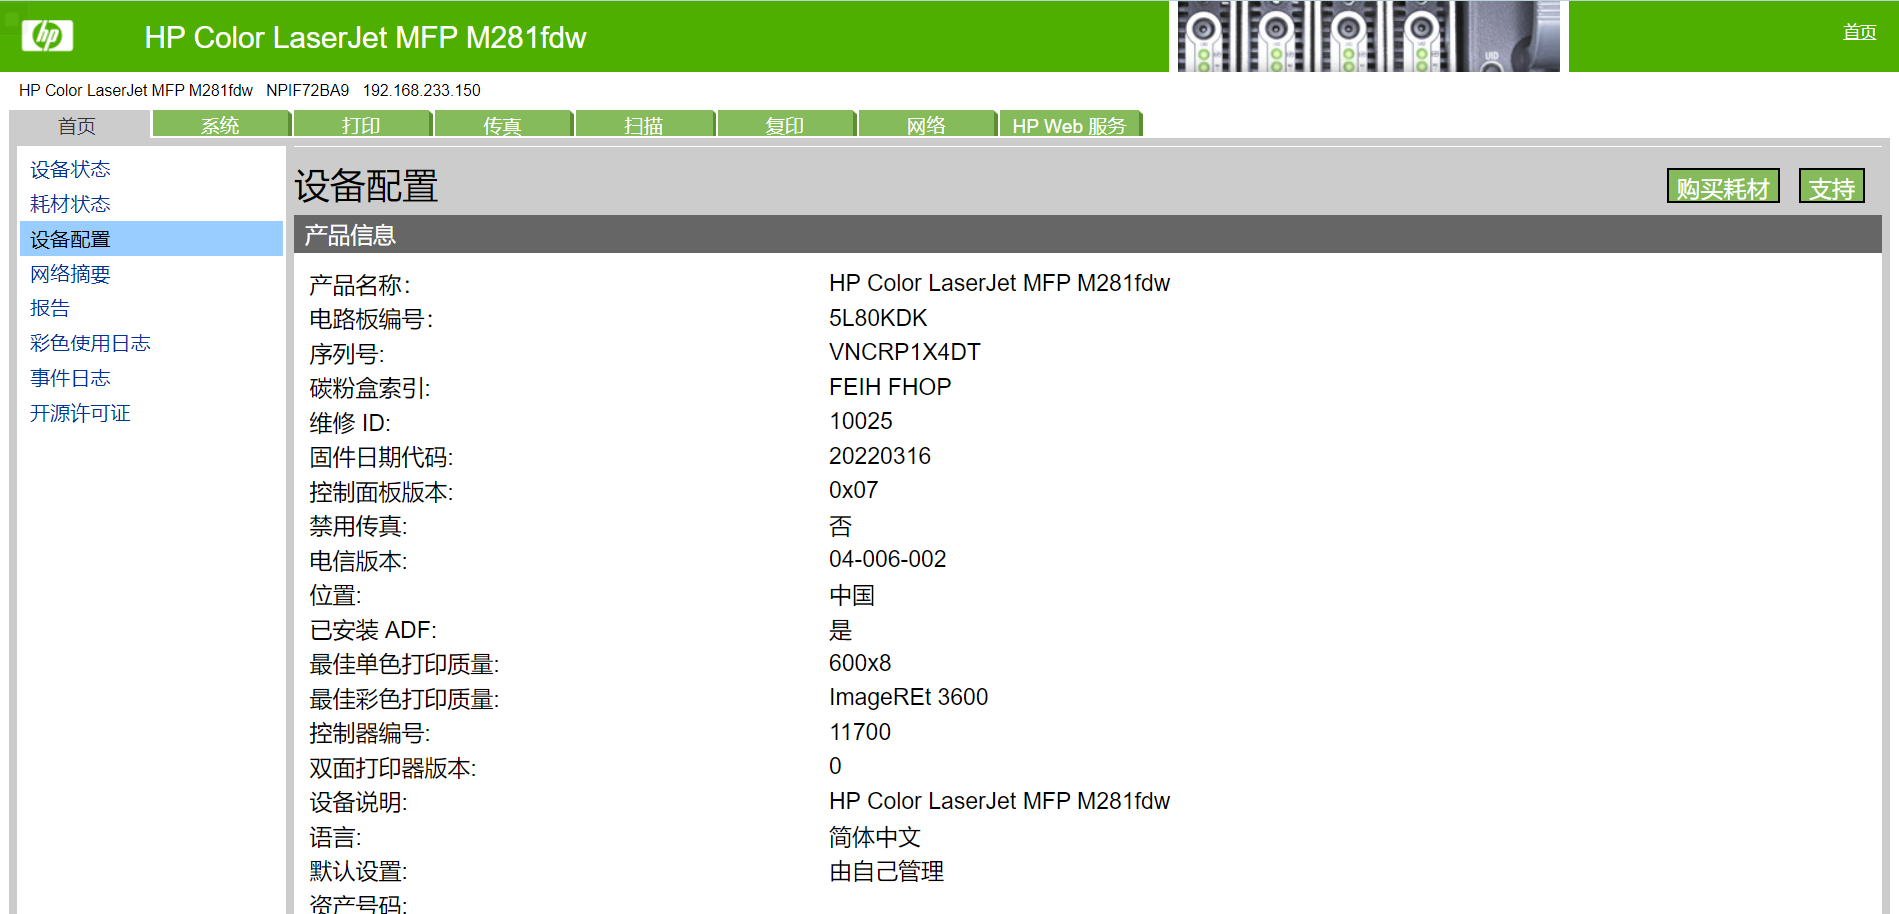 hp
HP Color LaserJet MFP M281fdw
UID
首页
HP Color LaserJet MFP M281fdw NPIF72BA9 192.168.233.150
首页 系统 打印 传真 扫描 复印 网络 HP Web 服务
设备状态
耗材状态
设备配置
网络摘要
报告
彩色使用日志
事件日志
开源许可证
设备配置
购买耗材 支持
产品信息
产品名称: HP Color LaserJet MFP M281fdw
电路板编号: 5L80KDK
序列号: VNCRP1X4DT
碳粉盒索引: FEIH FHOP
维修 ID: 10025
固件日期代码: 20220316
控制面板版本: 0x07
禁用传真: 否
电信版本: 04-006-002
位置: 中国
已安装 ADF: 是
最佳单色打印质量: 600x8
最佳彩色打印质量: ImageREt 3600
控制器编号: 11700
双面打印器版本: 0
设备说明: HP Color LaserJet MFP M281fdw
语言: 简体中文
默认设置: 由自己管理
资产号码: